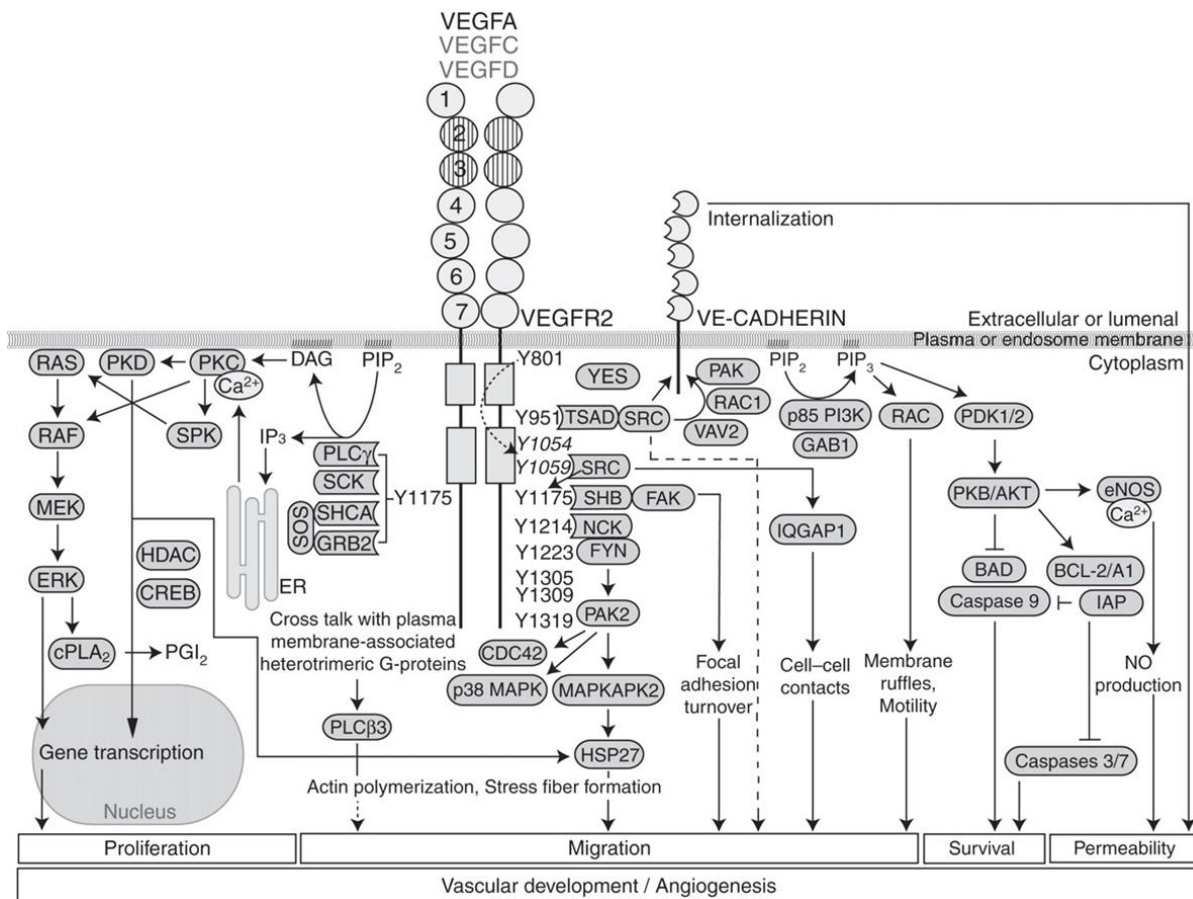 VEGFA
VEGFC
VEGFD
1
2
3
4
5
6
7
VEGFR2
VE-CADHERIN
Internalization
Extracellular or lumenal
Plasma or endosome membrane
Cytoplasm
RAS
PKD
PKC
Ca2+
DAG
PIP2
RAF
SPK
IP3
MEK
ERK
cPLA2
PGI2
HDAC
CREB
ER
PLCγ
SCK
SHCA
GRB2
SOS
Y1175
Cross talk with plasma
membrane-associated
heterotrimeric G-proteins
PLCβ3
Gene transcription
Nucleus
Y801
Y951
TSAD
SRC
YES
PAK
RAC1
VAV2
Y1054
Y1059
SRC
Y1175
SHB
FAK
Y1214
NCK
Y1223
FYN
Y1305
Y1309
Y1319
PAK2
CDC42
p38 MAPK
MAPKAPK2
HSP27
Actin polymerization, Stress fiber formation
Focal
adhesion
turnover
IQGAP1
Cell–cell
contacts
PIP2
PIP3
p85 PI3K
GAB1
RAC
Membrane
ruffles,
Motility
PDK1/2
PKB/AKT
eNOS
Ca2+
BAD
Caspase 9
BCL-2/A1
IAP
NO
production
Caspases 3/7
Proliferation
Migration
Survival
Permeability
Vascular development / Angiogenesis